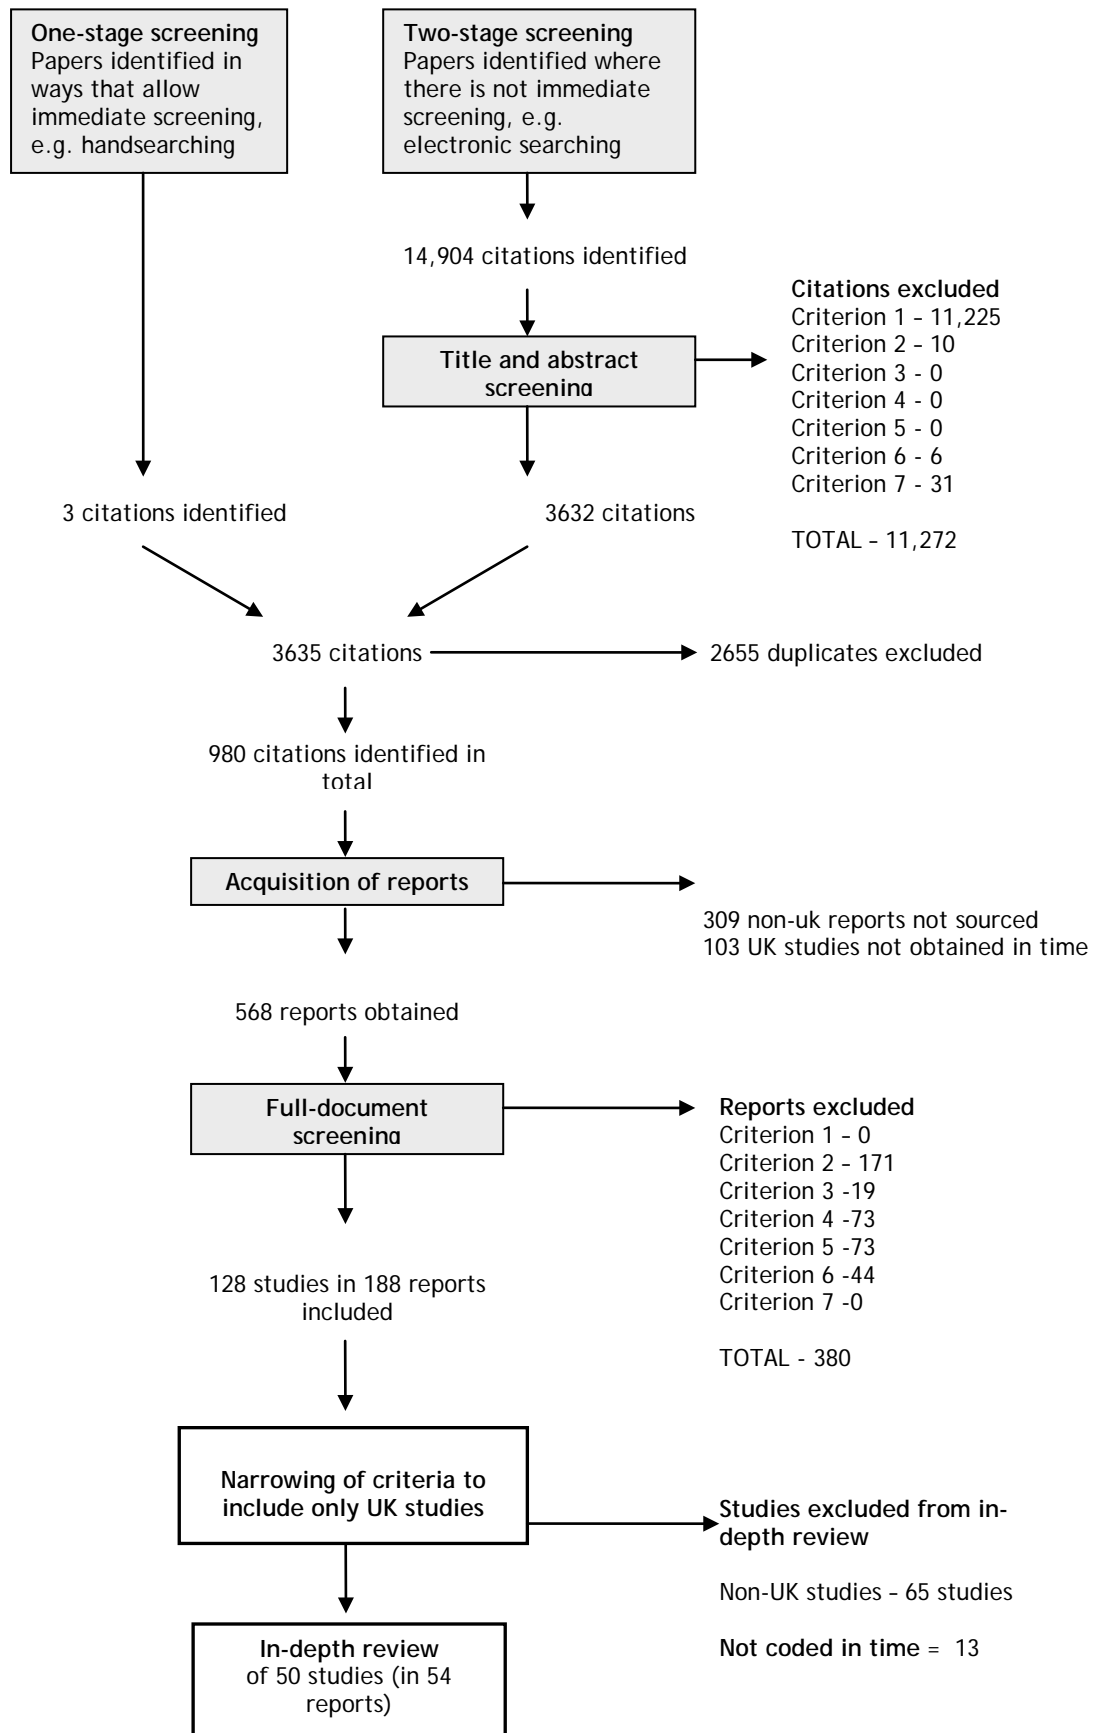 One-stage screening
Papers identified in
ways that allow
immediate screening,
e.g. handsearching
Two-stage screening
Papers identified where
there is not immediate
screening, e.g.
electronic searching
14,904 citations identified
Title and abstract
screening
Citations excluded
Criterion 1 – 11,225
Criterion 2 – 10
Criterion 3 - 0
Criterion 4 - 0
Criterion 5 - 0
Criterion 6 - 6
Criterion 7 - 31
TOTAL – 11,272
3 citations identified
3632 citations
3635 citations
2655 duplicates excluded
980 citations identified in
total
Acquisition of reports
309 non-uk reports not sourced
103 UK studies not obtained in time
568 reports obtained
Full-document
screening
Reports excluded
Criterion 1 – 0
Criterion 2 – 171
Criterion 3 -19
Criterion 4 -73
Criterion 5 -73
Criterion 6 -44
Criterion 7 -0
TOTAL - 380
128 studies in 188 reports
included
Narrowing of criteria to
include only UK studies
Studies excluded from in-
depth review
Non-UK studies – 65 studies
Not coded in time = 13
In-depth review
of 50 studies (in 54
reports)